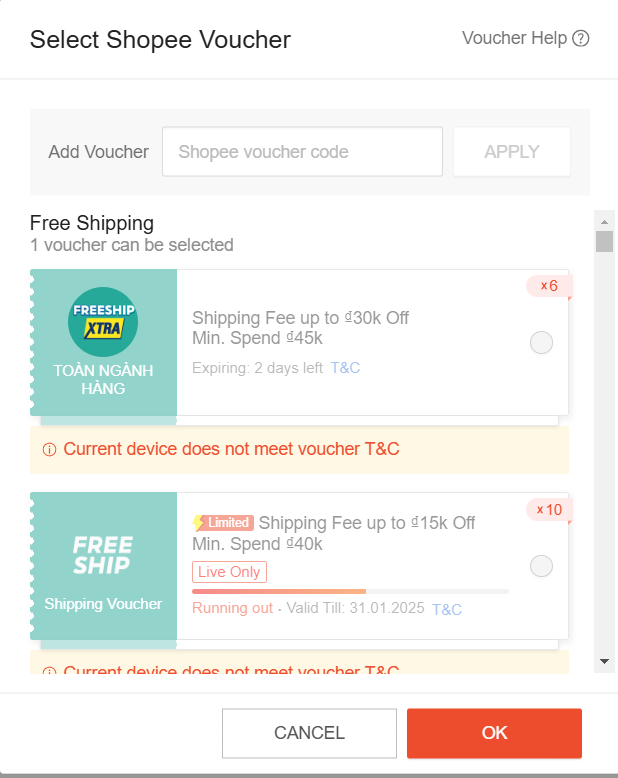 Select Shopee Voucher
Voucher Help ?
Add Voucher
Shopee voucher code
APPLY
Free Shipping
1 voucher can be selected
x6
FREESHIP
XTRA
TOÀN NGÀNH
HÀNG
Shipping Fee up to ₫30k Off
Min. Spend ₫45k
Expiring: 2 days left T&C
Current device does not meet voucher T&C
x10
FREE
SHIP
Shipping Voucher
Limited Shipping Fee up to ₫15k Off
Min. Spend ₫40k
Live Only
Running out - Valid Till: 31.01.2025 T&C
Current device does not meet voucher T&C
CANCEL
OK